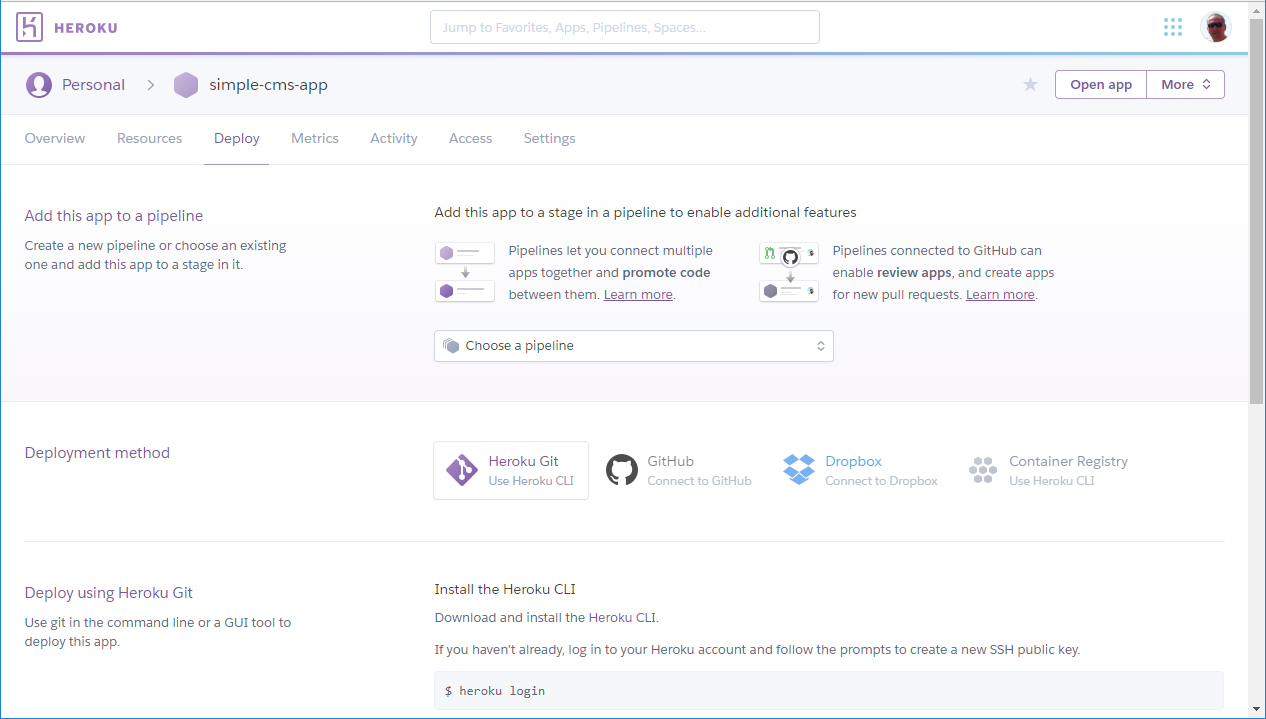 HEROKU
Jump to Favorites, Apps, Pipelines, Spaces...
Personal
simple-cms-app
Open app
More
Overview
Resources
Deploy
Metrics
Activity
Access
Settings
Add this app to a pipeline
Create a new pipeline or choose an existing
one and add this app to a stage in it.
Add this app to a stage in a pipeline to enable additional features
Pipelines let you connect multiple
apps together and promote code
between them. Learn more.
Pipelines connected to GitHub can
enable review apps, and create apps
for new pull requests. Learn more.
Choose a pipeline
Deployment method
Heroku Git
Use Heroku CLI
GitHub
Connect to GitHub
Dropbox
Connect to Dropbox
Container Registry
Use Heroku CLI
Deploy using Heroku Git
Use git in the command line or a GUI tool to
deploy this app.
Install the Heroku CLI
Download and install the Heroku CLI.
If you haven't already, log in to your Heroku account and follow the prompts to create a new SSH public key.
$ heroku login